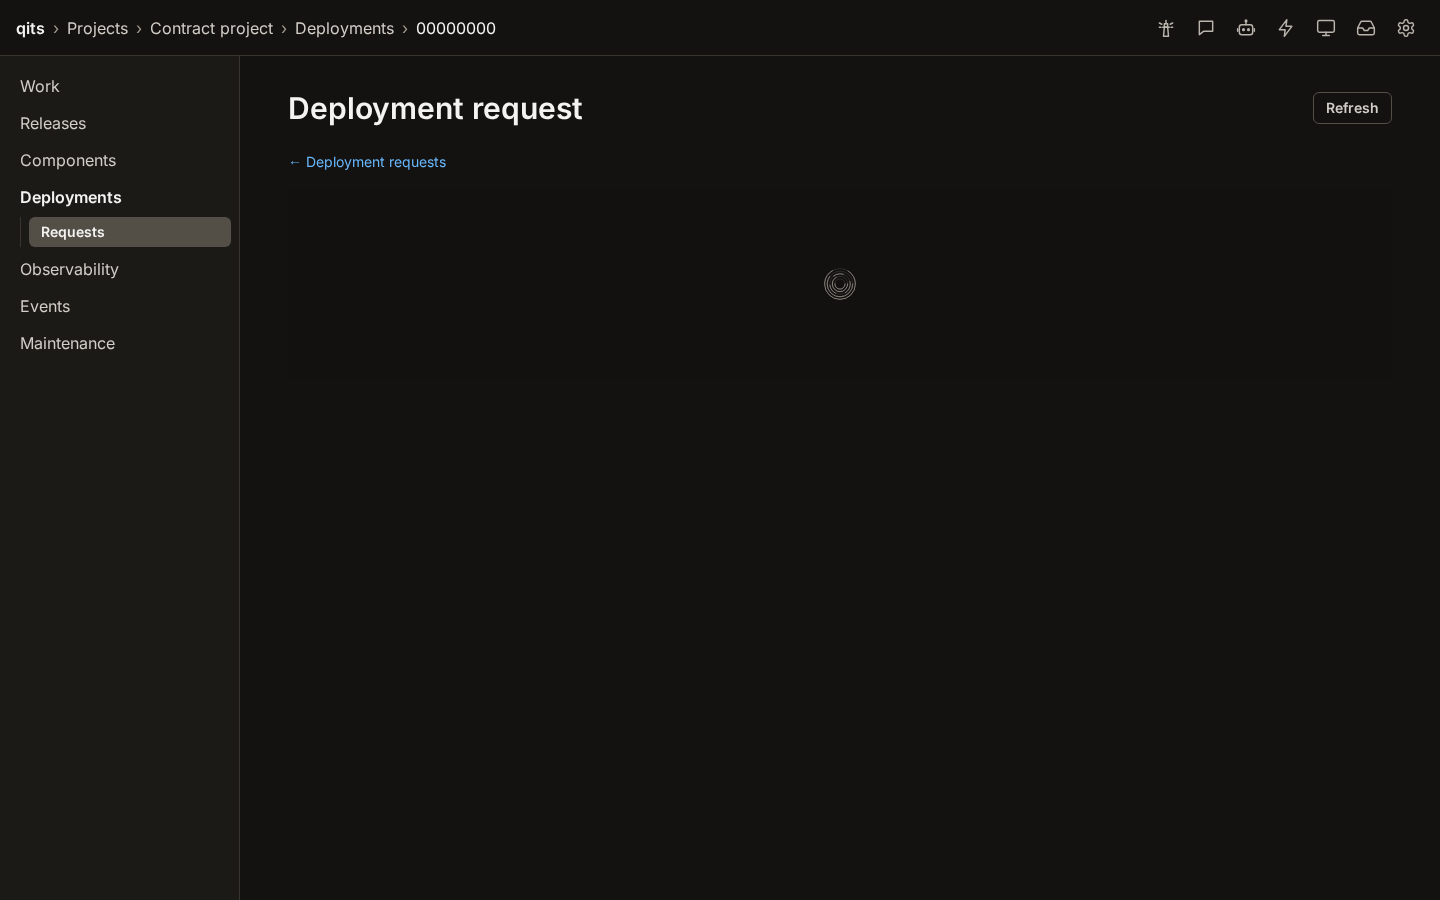 qits › Projects › Contract project › Deployments › 00000000
Work
Releases
Components
Deployments
Requests
Observability
Events
Maintenance
Deployment request
Refresh
← Deployment requests